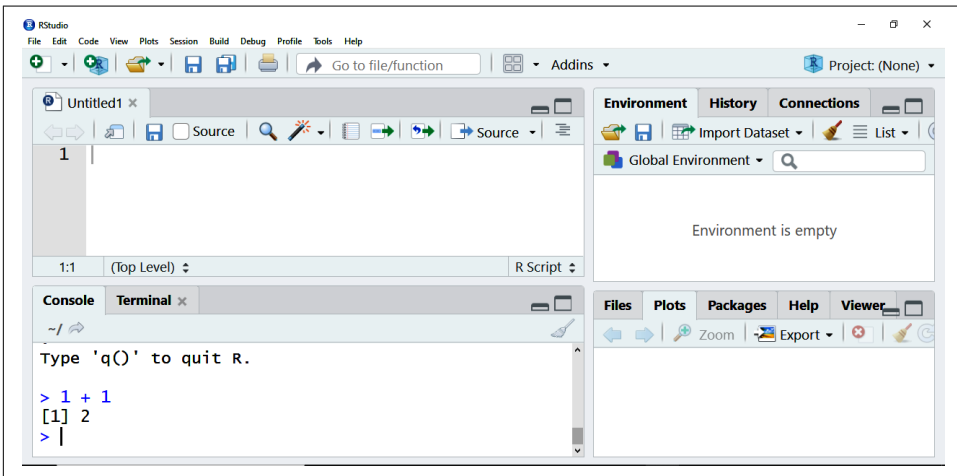 RStudio
File Edit Code View Plots Session Build Debug Profile Tools Help
Go to file/function Addins Project: (None)
Untitled1
Source Source
1
1:1 (Top Level) R Script
Console Terminal
~/
Type 'q()' to quit R.
> 1 + 1
[1] 2
>
Environment History Connections
Import Dataset List
Global Environment
Environment is empty
Files Plots Packages Help Viewer
Zoom Export